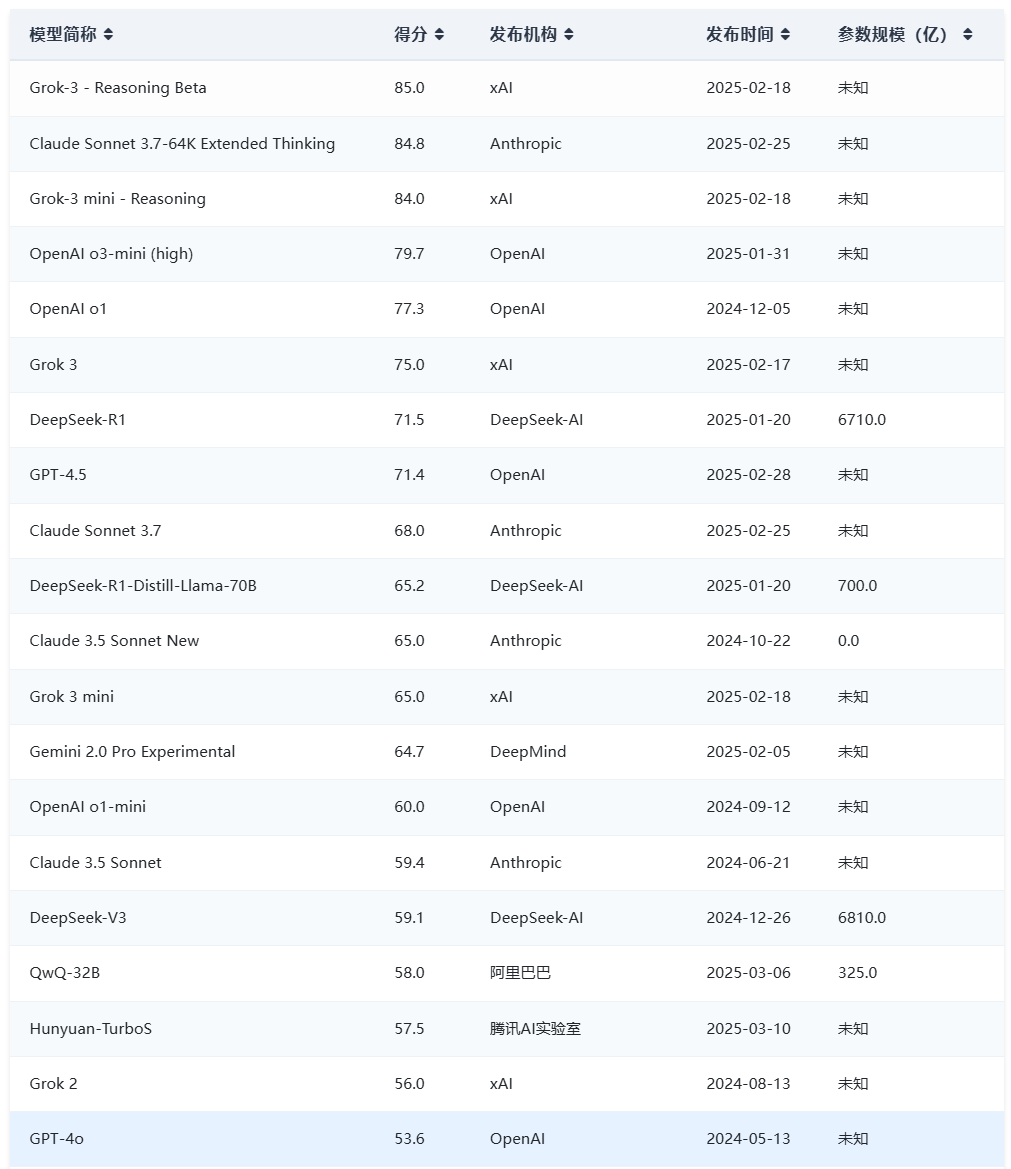 模型简称 得分 发布机构 发布时间 参数规模（亿）
Grok-3 - Reasoning Beta 85.0 xAI 2025-02-18 未知
Claude Sonnet 3.7-64K Extended Thinking 84.8 Anthropic 2025-02-25 未知
Grok-3 mini - Reasoning 84.0 xAI 2025-02-18 未知
OpenAI o3-mini (high) 79.7 OpenAI 2025-01-31 未知
OpenAI o1 77.3 OpenAI 2024-12-05 未知
Grok 3 75.0 xAI 2025-02-17 未知
DeepSeek-R1 71.5 DeepSeek-AI 2025-01-20 6710.0
GPT-4.5 71.4 OpenAI 2025-02-28 未知
Claude Sonnet 3.7 68.0 Anthropic 2025-02-25 未知
DeepSeek-R1-Distill-Llama-70B 65.2 DeepSeek-AI 2025-01-20 700.0
Claude 3.5 Sonnet New 65.0 Anthropic 2024-10-22 0.0
Grok 3 mini 65.0 xAI 2025-02-18 未知
Gemini 2.0 Pro Experimental 64.7 DeepMind 2025-02-05 未知
OpenAI o1-mini 60.0 OpenAI 2024-09-12 未知
Claude 3.5 Sonnet 59.4 Anthropic 2024-06-21 未知
DeepSeek-V3 59.1 DeepSeek-AI 2024-12-26 6810.0
QwQ-32B 58.0 阿里巴巴 2025-03-06 325.0
Hunyuan-TurboS 57.5 腾讯AI实验室 2025-03-10 未知
Grok 2 56.0 xAI 2024-08-13 未知
GPT-4o 53.6 OpenAI 2024-05-13 未知